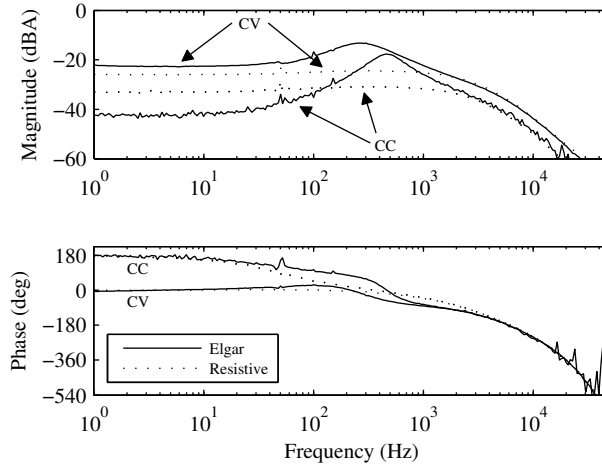 Magnitude (dBA)
0
−20
−40
−60
CV
CC
10^0
10^1
10^2
10^3
10^4
Phase (deg)
180
0
−180
−360
−540
CC
CV
Elgar
Resistive
10^0
10^1
10^2
10^3
10^4
Frequency (Hz)